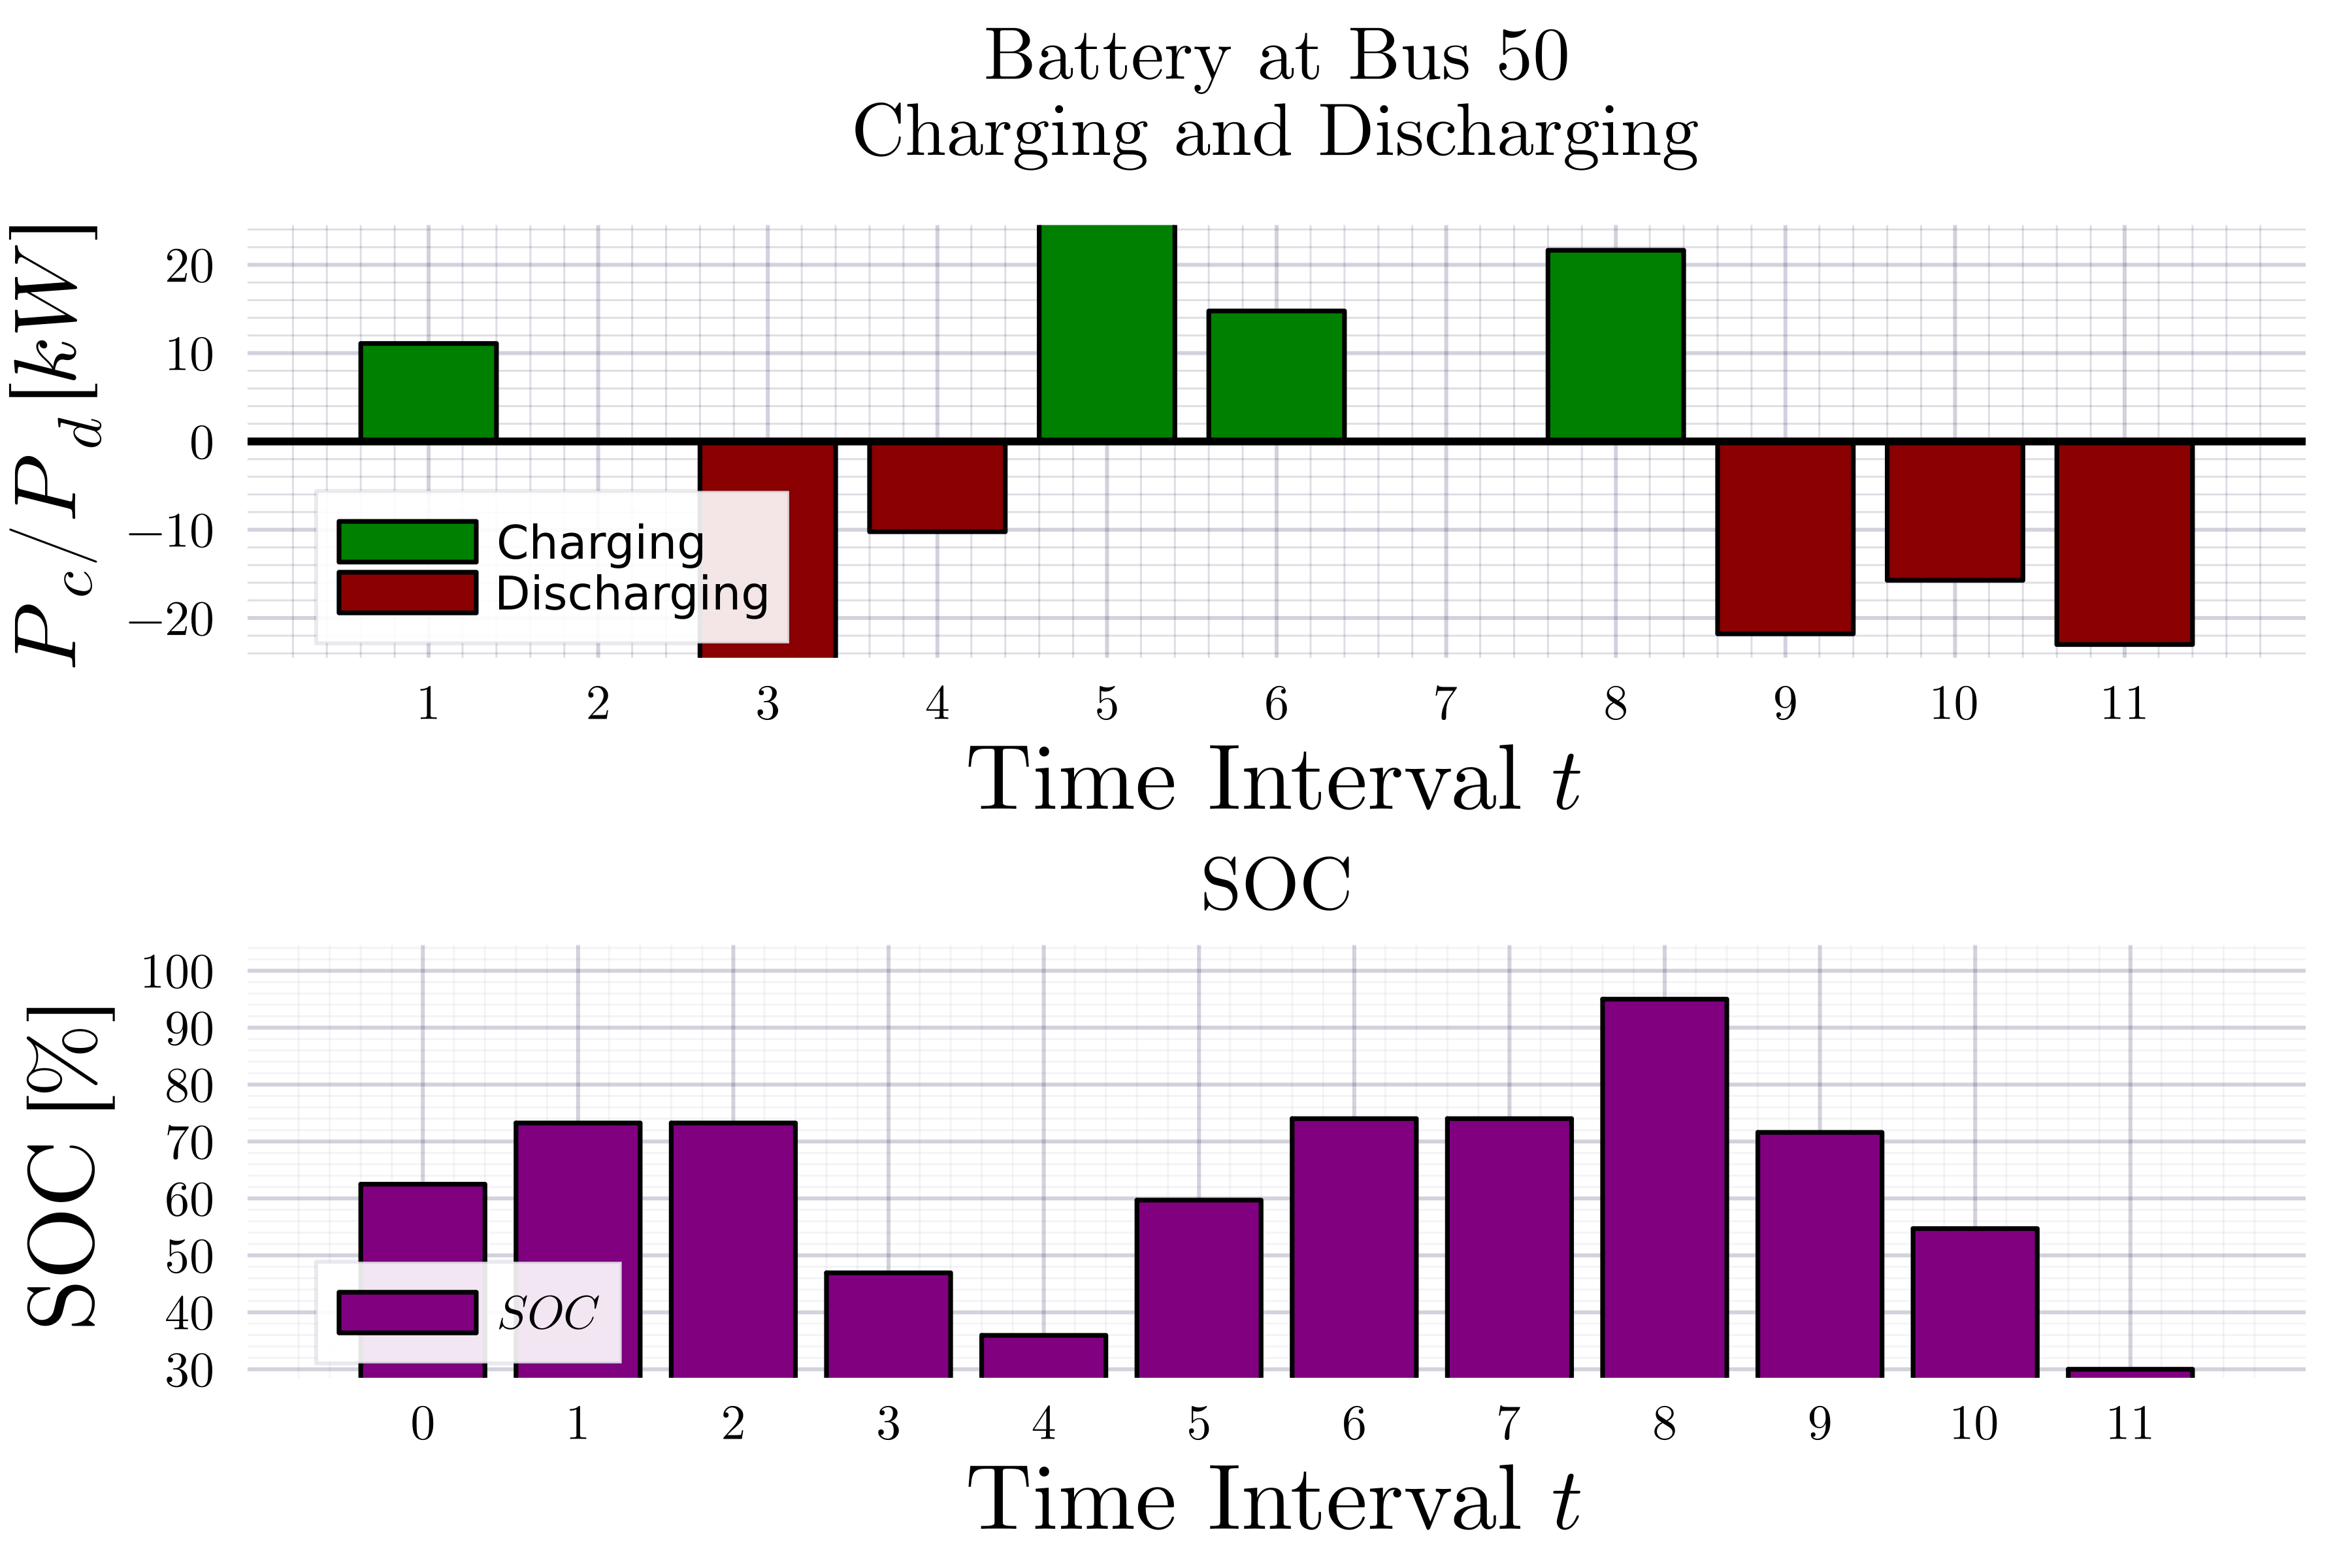 Battery at Bus 50
Charging and Discharging
P_c/P_d [kW]
20
10
0
−10
−20
Charging
Discharging
1 2 3 4 5 6 7 8 9 10 11
Time Interval t
SOC
SOC [%]
100
90
80
70
60
50
40
30
SOC
0 1 2 3 4 5 6 7 8 9 10 11
Time Interval t